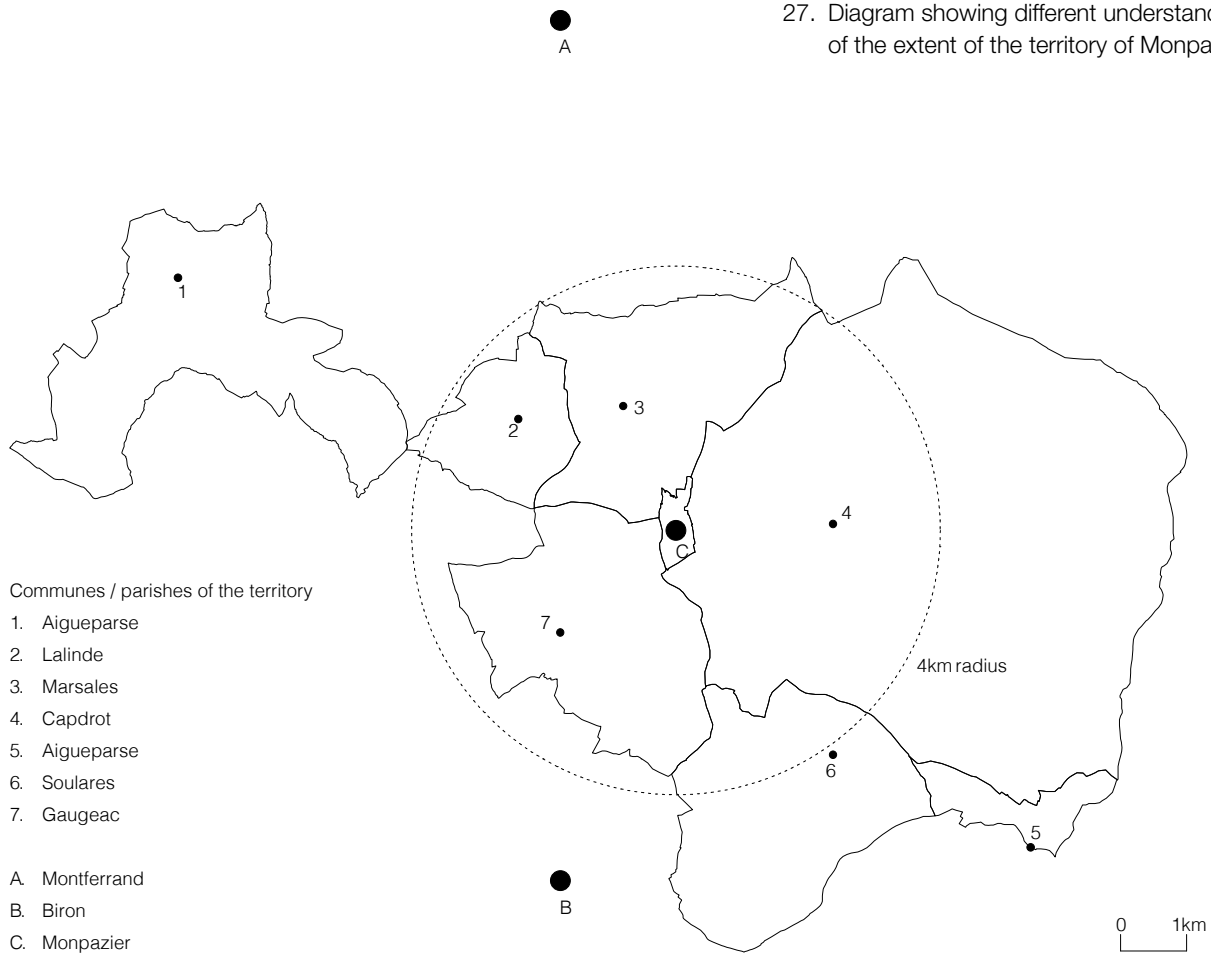 27. Diagram showing different
of the extent of the territory of
A
1
2
3
4
C
7
4km radius
6
5
B
Communes / parishes of the territory
1. Aigueparse
2. Lalinde
3. Marsales
4. Capdrot
5. Aigueparse
6. Soulares
7. Gaugeac
A. Montferrand
B. Biron
C. Monpazier
0 1km